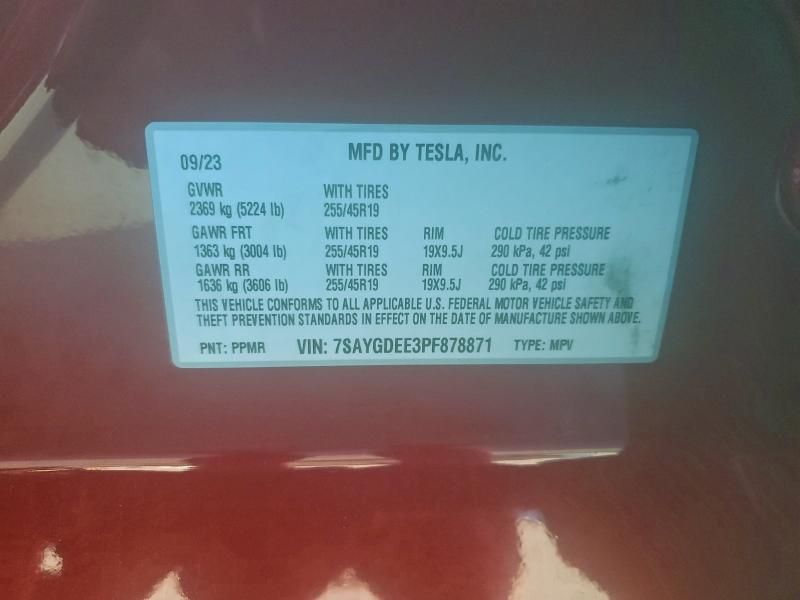 09/23 MFD BY TESLA, INC.
GVWR WITH TIRES
2369 kg (5224 lb) 255/45R19
GAWR FRT WITH TIRES RIM COLD TIRE PRESSURE
1363 kg (3004 lb) 255/45R19 19X9.5J 290 kPa, 42 psi
GAWR RR WITH TIRES RIM COLD TIRE PRESSURE
1636 kg (3606 lb) 255/45R19 19X9.5J 290 kPa, 42 psi
THIS VEHICLE CONFORMS TO ALL APPLICABLE U.S. FEDERAL MOTOR VEHICLE SAFETY AND
THEFT PREVENTION STANDARDS IN EFFECT ON THE DATE OF MANUFACTURE SHOWN ABOVE.
PNT: PPMR VIN: 7SAYGDEE3PF878871 TYPE: MPV